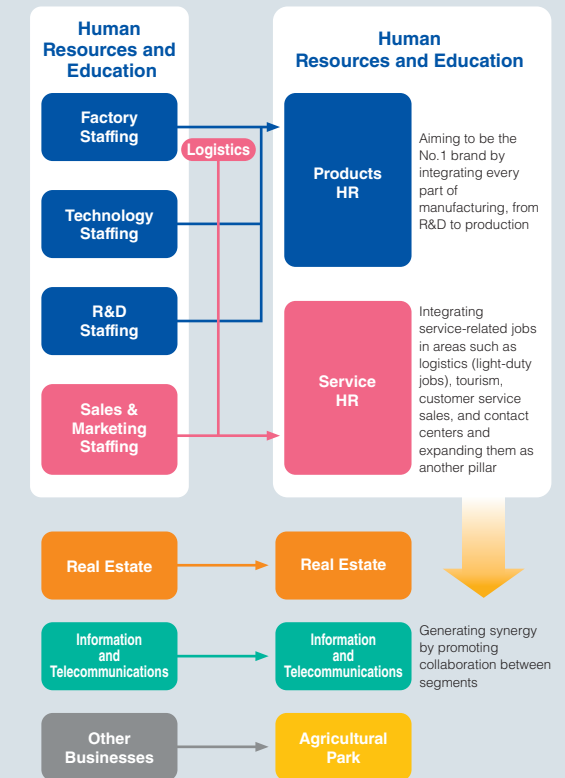 Human
Resources and
Education
Factory
Staffing
Logistics
Technology
Staffing
R&D
Staffing
Sales &
Marketing
Staffing
Human
Resources and Education
Products
HR
Aiming to be the
No.1 brand by
integrating every
part of
manufacturing, from
R&D to production
Service
HR
Integrating
service-related jobs
in areas such as
logistics (light-duty
jobs), tourism,
customer service
sales, and contact
centers and
expanding them as
another pillar
Real Estate
Real Estate
Information
and
Telecommunications
Information
and
Telecommunications
Generating synergy
by promoting
collaboration between
segments
Other
Businesses
Agricultural
Park